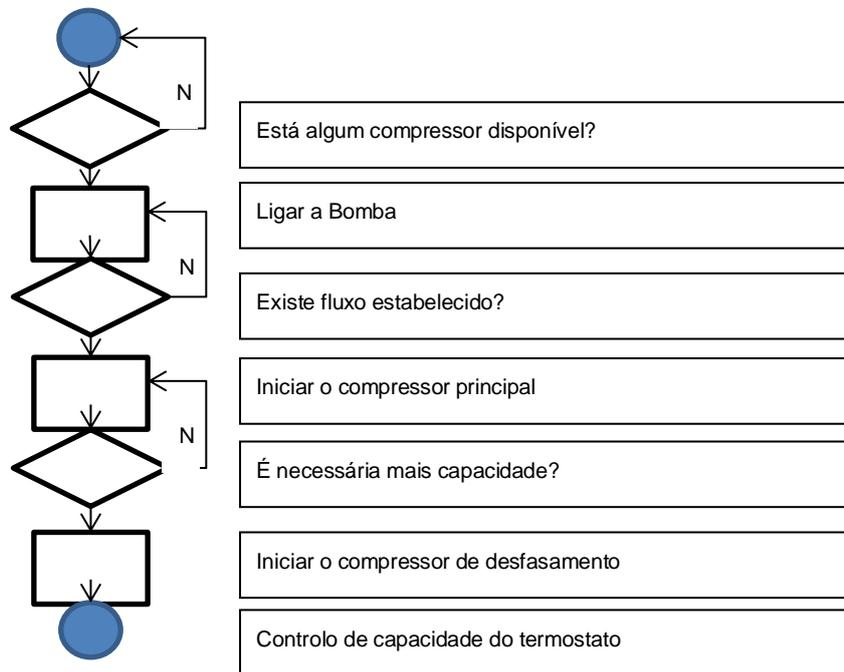 N
Está algum compressor disponível?
Ligar a Bomba
N
Existe fluxo estabelecido?
Iniciar o compressor principal
N
É necessária mais capacidade?
Iniciar o compressor de desfasamento
Controlo de capacidade do termostato